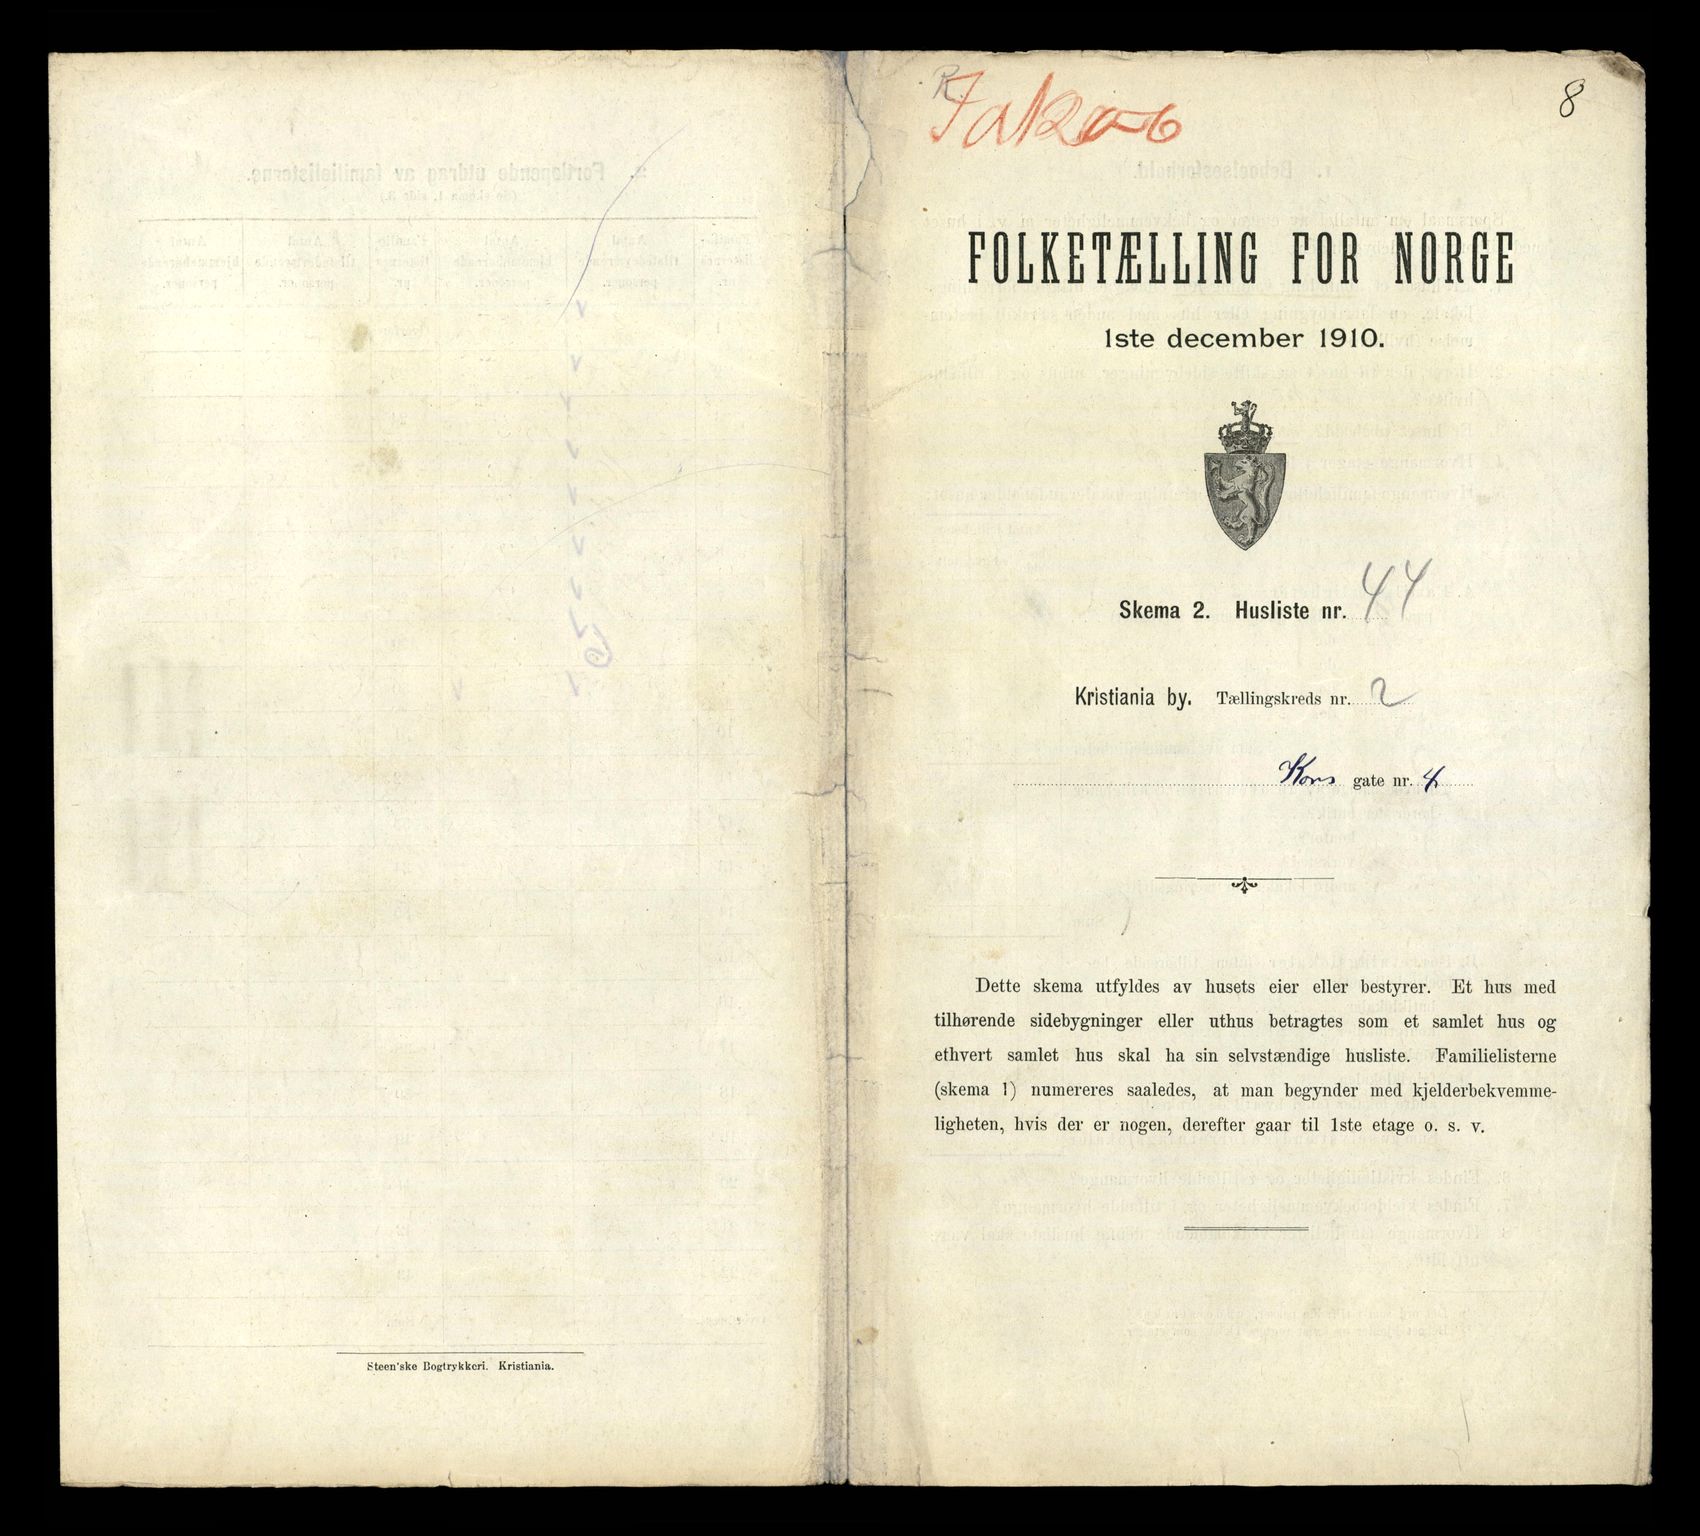 Steen'ske Bogtrykkeri. Kristiania.
R.
Jakob
8
FOLKETÆLLING FOR NORGE
1ste december 1910.
Skema 2. Husliste nr. 44
Kristiania by. Tællingskreds nr. 2
Kors gate nr. 4
Dette skema utfyldes av husets eier eller bestyrer. Et hus med
tilhørende sidebygninger eller uthus betragtes som et samlet hus og
ethvert samlet hus skal ha sin selvstændige husliste. Familielisterne
(skema 1) numereres saaledes, at man begynder med kjelderbekvemme-
ligheten, hvis der er nogen, derefter gaar til 1ste etage o. s. v.